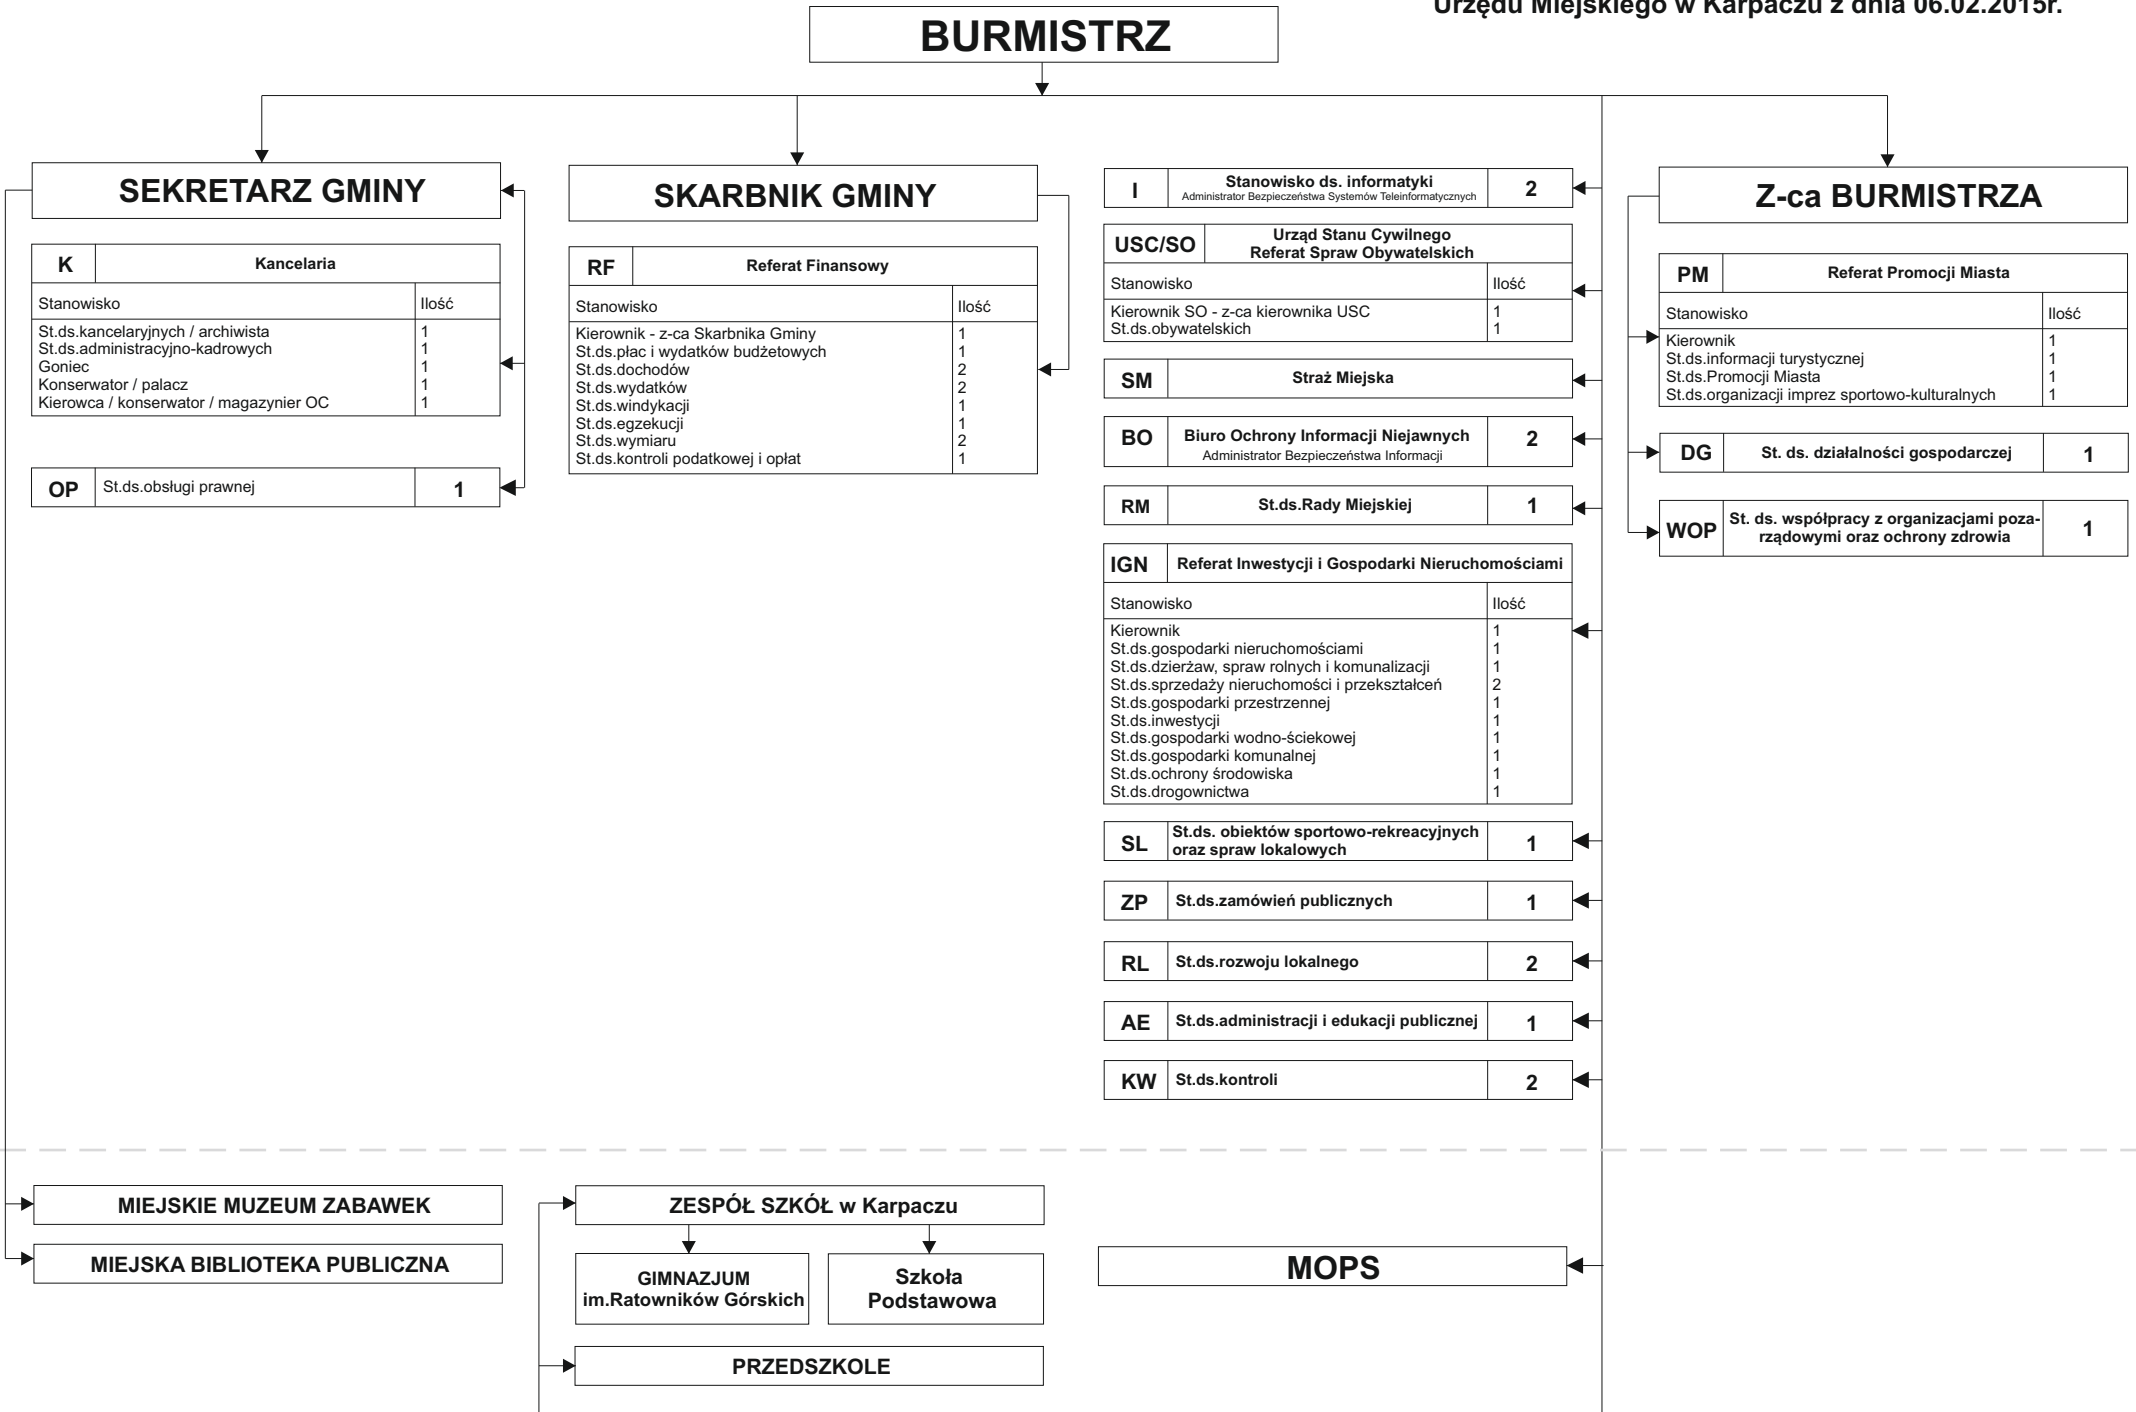 Urzędu Miejskiego w Karpaczu z dnia 06.02.2015r.
BURMISTRZ
SEKRETARZ GMINY
K Kancelaria
Stanowisko Ilość
St.ds.kancelaryjnych / archiwista 1
St.ds.administracyjno-kadrowych 1
Goniec 1
Konserwator / palacz 1
Kierowca / konserwator / magazynier OC 1
OP St.ds.obsługi prawnej 1
SKARBNIK GMINY
RF Referat Finansowy
Stanowisko Ilość
Kierownik - z-ca Skarbnika Gminy 1
St.ds.płac i wydatków budżetowych 1
St.ds.dochodów 2
St.ds.wydatków 2
St.ds.windykacji 1
St.ds.egzekucji 1
St.ds.wymiaru 2
St.ds.kontroli podatkowej i opłat 1
I Stanowisko ds. informatyki 2
Administrator Bezpieczeństwa Systemów Teleinformatycznych
USC/SO Urząd Stanu Cywilnego
Referat Spraw Obywatelskich
Stanowisko Ilość
Kierownik SO - z-ca kierownika USC 1
St.ds.obywatelskich 1
SM Straż Miejska
BO Biuro Ochrony Informacji Niejawnych 2
Administrator Bezpieczeństwa Informacji
RM St.ds.Rady Miejskiej 1
IGN Referat Inwestycji i Gospodarki Nieruchomościami
Stanowisko Ilość
Kierownik 1
St.ds.gospodarki nieruchomościami 1
St.ds.dzierżaw, spraw rolnych i komunalizacji 1
St.ds.sprzedaży nieruchomości i przekształceń 2
St.ds.gospodarki przestrzennej 1
St.ds.inwestycji 1
St.ds.gospodarki wodno-ściekowej 1
St.ds.gospodarki komunalnej 1
St.ds.ochrony środowiska 1
St.ds.drogownictwa 1
SL St.ds. obiektów sportowo-rekreacyjnych 1
oraz spraw lokalowych
ZP St.ds.zamówień publicznych 1
RL St.ds.rozwoju lokalnego 2
AE St.ds.administracji i edukacji publicznej 1
KW St.ds.kontroli 2
Z-ca BURMISTRZA
PM Referat Promocji Miasta
Stanowisko Ilość
Kierownik 1
St.ds.informacji turystycznej 1
St.ds.Promocji Miasta 1
St.ds.organizacji imprez sportowo-kulturalnych 1
DG St. ds. działalności gospodarczej 1
WOP St. ds. współpracy z organizacjami poza- 1
rządowymi oraz ochrony zdrowia
MIEJSKIE MUZEUM ZABAWEK
MIEJSKA BIBLIOTEKA PUBLICZNA
ZESPÓŁ SZKÓŁ w Karpaczu
GIMNAZJUM
im.Ratowników Górskich
Szkoła
Podstawowa
PRZEDSZKOLE
MOPS